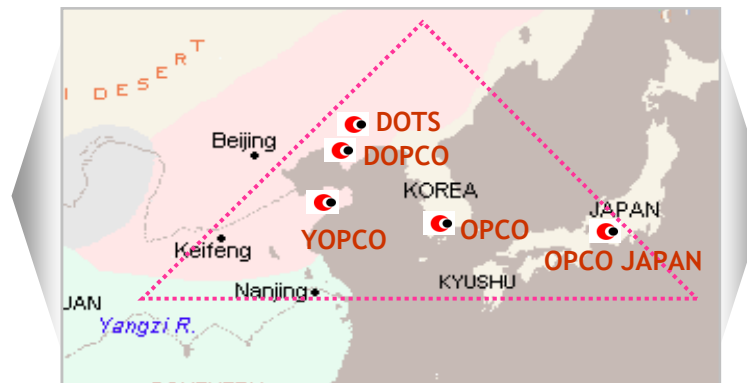 I DESERT
Beijing
DOTS
DOPCO
KOREA
JAPAN
YOPCO
OPCO
Keifeng
OPCO JAPAN
Nanjing
KYUSHU
JAN
Yangzi R.